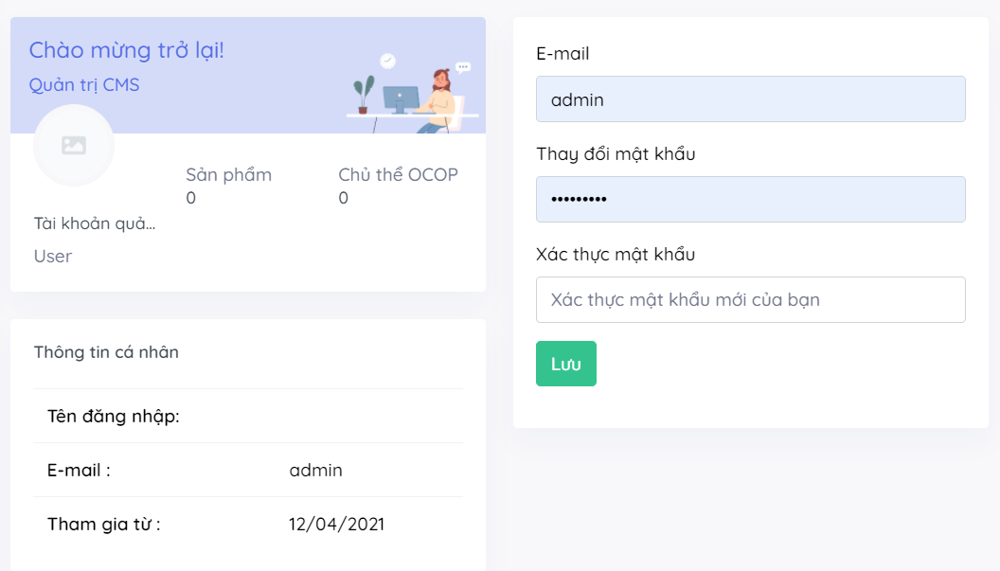 Chào mừng trở lại!
Quản trị CMS
Sản phẩm
0
Chủ thể OCOP
0
Tài khoản quả...
User
Thông tin cá nhân
Tên đăng nhập:
E-mail : admin
Tham gia từ : 12/04/2021
E-mail
admin
Thay đổi mật khẩu
•••••••••
Xác thực mật khẩu
Xác thực mật khẩu mới của bạn
Lưu